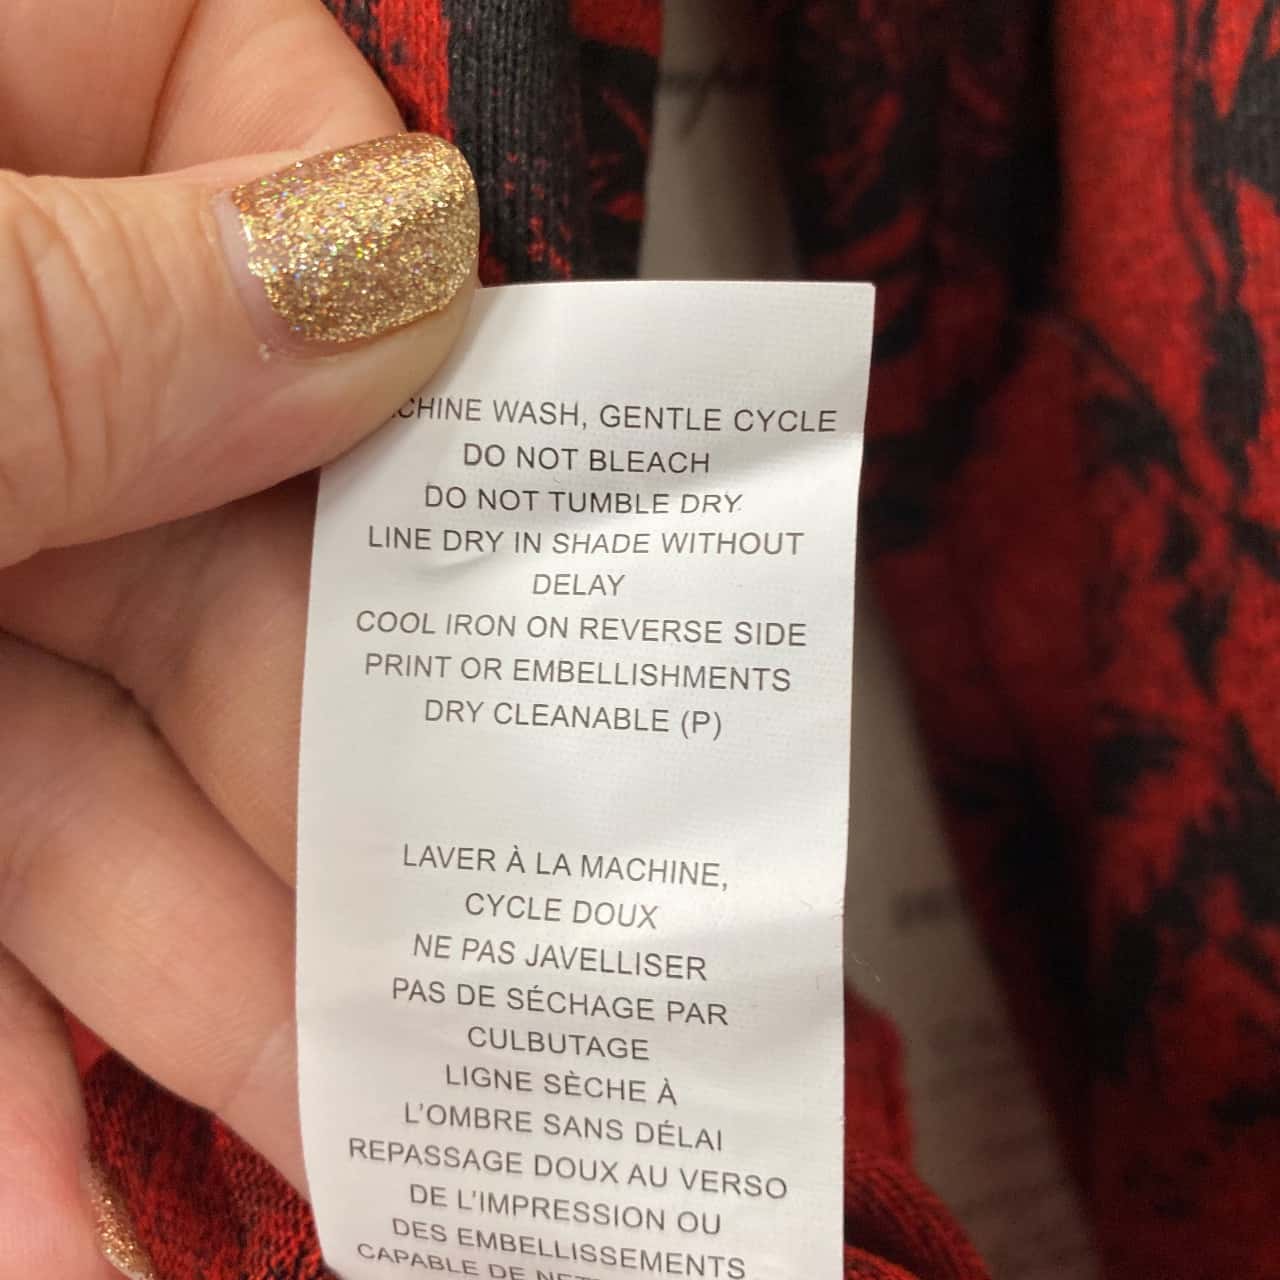 WASH, GENTLE CYCLE
DO NOT BLEACH
DO NOT TUMBLE DRY
LINE DRY IN SHADE WITHOUT
DELAY
COOL IRON ON REVERSE SIDE
PRINT OR EMBELLISHMENTS
DRY CLEANABLE (P)
LAVER À LA MACHINE,
CYCLE DOUX
NE PAS JAVELLISER
PAS DE SÉCHAGE PAR
CULBUTAGE
LIGNE SÈCHE À
L'OMBRE SANS DÉLAI
REPASSAGE DOUX AU VERSO
DE L'IMPRESSION OU
DES EMBELLISSEMENTS
CAPABLE DE